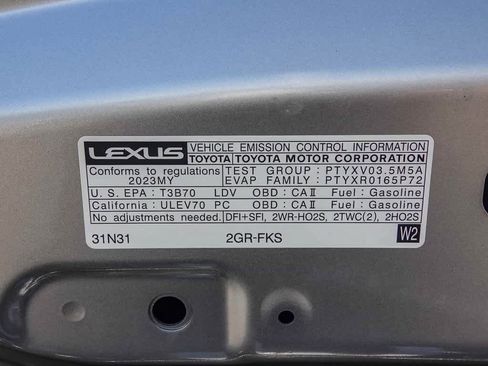 LEXUS VEHICLE EMISSION CONTROL INFORMATION
TOYOTA TOYOTA MOTOR CORPORATION
Conforms to regulations TEST GROUP : PTYXV03.5M5A
2023MY EVAP FAMILY : PTYXR0165P72
U.S. EPA : T3B70 LDV OBD : CAⅡ Fuel : Gasoline
California : ULEV70 PC OBD : CAⅡ Fuel : Gasoline
No adjustments needed. DFI+SFI, 2WR-HO2S, 2TWC(2), 2HO2S
31N31 2GR-FKS W2